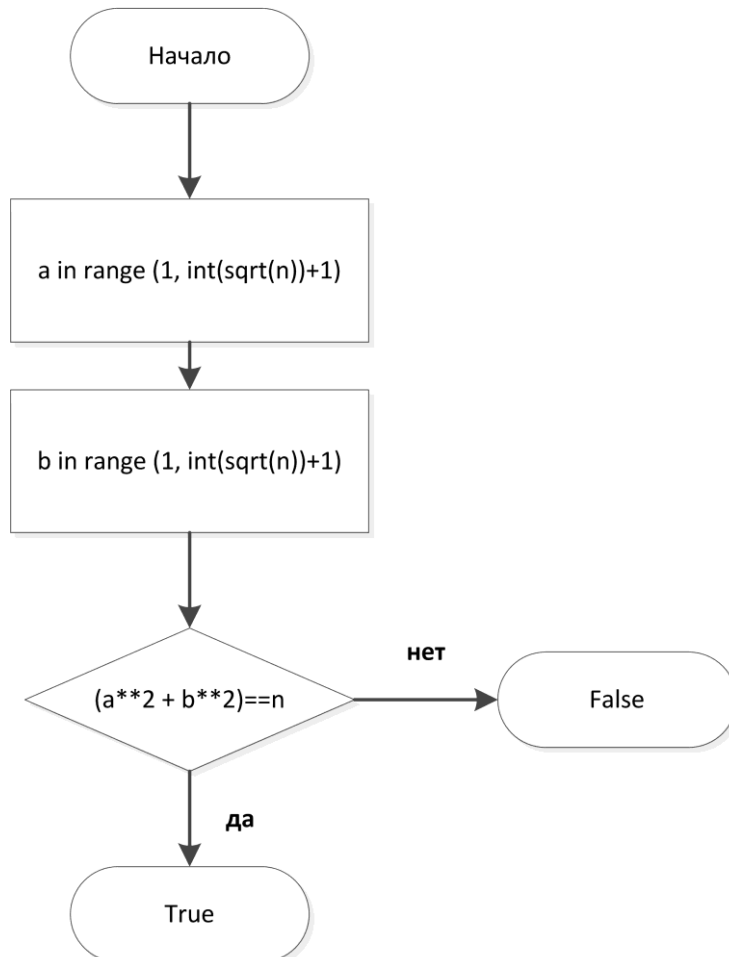 Начало
a in range (1, int(sqrt(n))+1)
b in range (1, int(sqrt(n))+1)
(a**2 + b**2)==n
нет
False
да
True